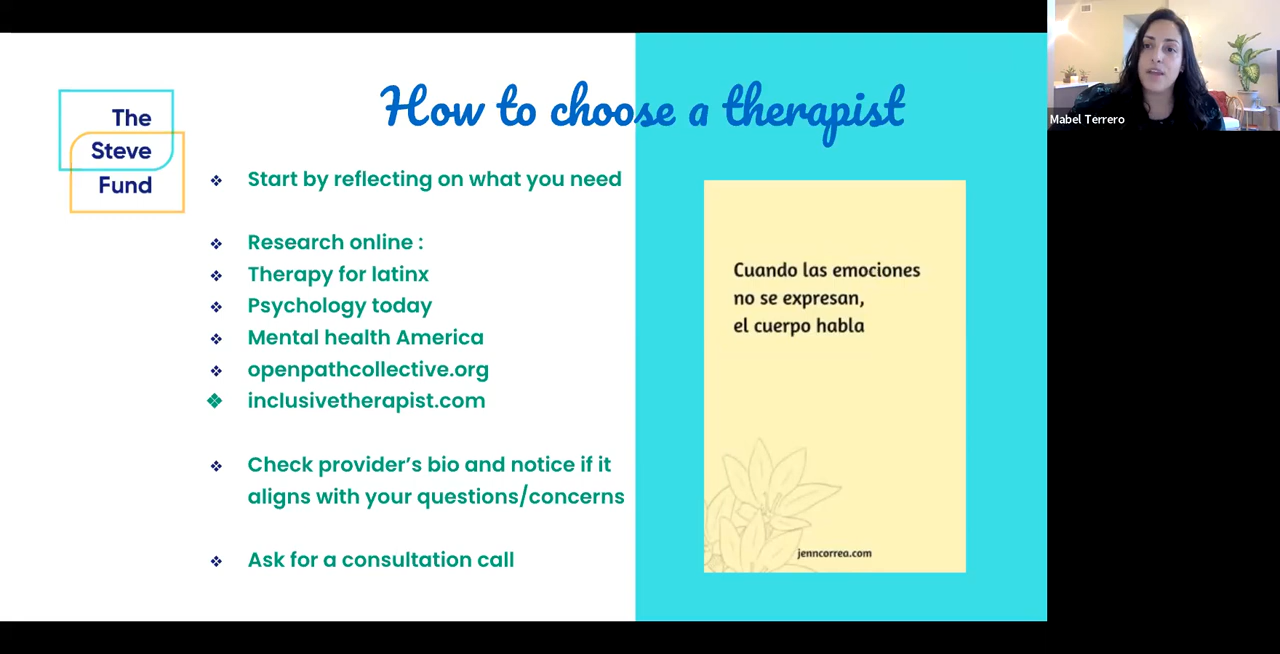 The
Steve
Fund
How to choose a therapist
Start by reflecting on what you need
Research online :
Therapy for latinx
Psychology today
Mental health America
openpathcollective.org
inclusivetherapist.com
Check provider's bio and notice if it
aligns with your questions/concerns
Ask for a consultation call
Cuando las emociones
no se expresan,
el cuerpo habla
jenncorrea.com
Mabel Terrero